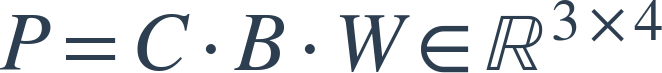 P = C · B · W ∈ ℝ^{3×4}